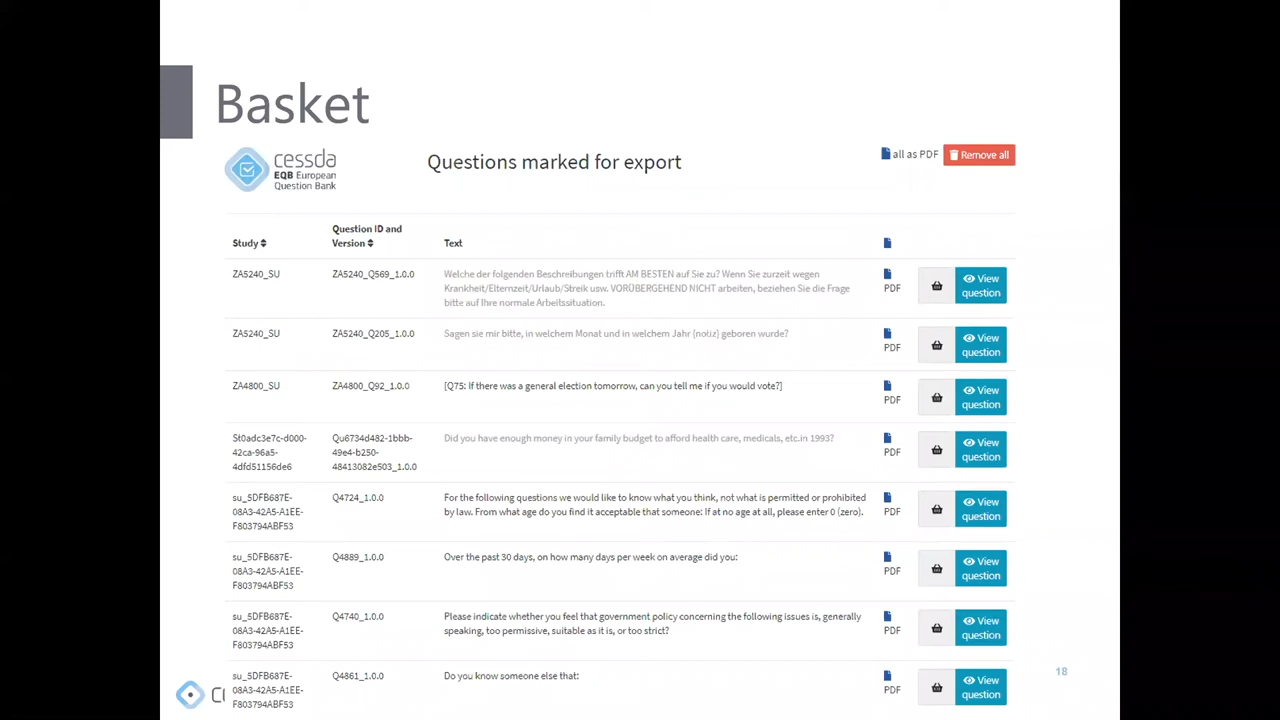 Basket
cessda
EQB European
Question Bank
Questions marked for export
all as PDF
Remove all
Study
Question ID and
Version
Text
ZA5240_SU
ZA5240_Q569_1.0.0
Welche der folgenden Beschreibungen trifft AM BESTEN auf Sie zu? Wenn Sie zurzeit wegen
Krankheit/Elternzeit/Urlaub/Streik usw. VORÜBERGEHEND NICHT arbeiten, beziehen Sie die Frage
bitte auf Ihre normale Arbeitssituation.
PDF
View
question
ZA5240_SU
ZA5240_Q205_1.0.0
Sagen sie mir bitte, in welchem Monat und in welchem Jahr [notiz] geboren wurde?
PDF
View
question
ZA4800_SU
ZA4800_Q92_1.0.0
[Q75: If there was a general election tomorrow, can you tell me if you would vote?]
PDF
View
question
St0adc3e7c-d000-
42ca-96a5-
4dfd51156de6
Qu6734d482-1bbb-
49e4-b250-
48413082e503_1.0.0
Did you have enough money in your family budget to afford health care, medicals, etc.in 1993?
PDF
View
question
su_5DFB687E-
08A3-42A5-A1EE-
F803794ABF53
Q4724_1.0.0
For the following questions we would like to know what you think, not what is permitted or prohibited
by law. From what age do you find it acceptable that someone: If at no age at all, please enter 0 (zero).
PDF
View
question
su_5DFB687E-
08A3-42A5-A1EE-
F803794ABF53
Q4889_1.0.0
Over the past 30 days, on how many days per week on average did you:
PDF
View
question
su_5DFB687E-
08A3-42A5-A1EE-
F803794ABF53
Q4740_1.0.0
Please indicate whether you feel that government policy concerning the following issues is, generally
speaking, too permissive, suitable as it is, or too strict?
PDF
View
question
su_5DFB687E-
08A3-42A5-A1EE-
F803794ABF53
Q4861_1.0.0
Do you know someone else that:
PDF
View
question
18